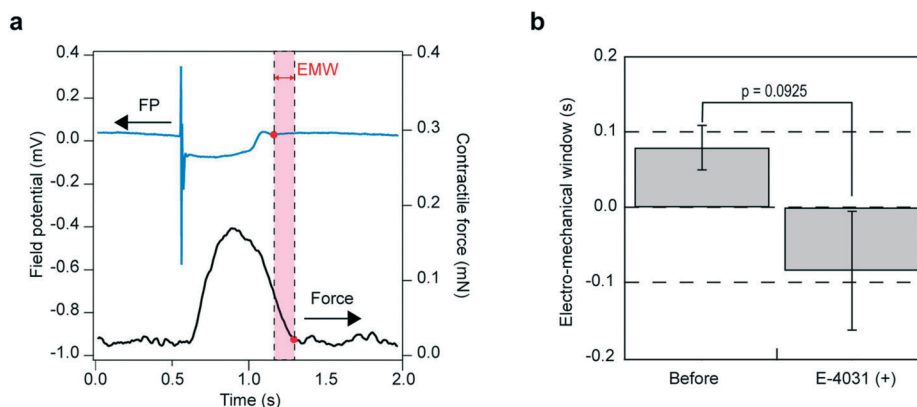 a
b
0.4
0.2
0.0
-0.2
-0.4
-0.6
-0.8
-1.0
Field potential (mV)
FP
EMW
Force
0.4
0.3
0.2
0.1
0.0
Contractile force (mN)
0.0 0.5 1.0 1.5 2.0
Time (s)
0.2
0.1
0.0
-0.1
-0.2
Electro-mechanical window (s)
p = 0.0925
Before E-4031 (+)